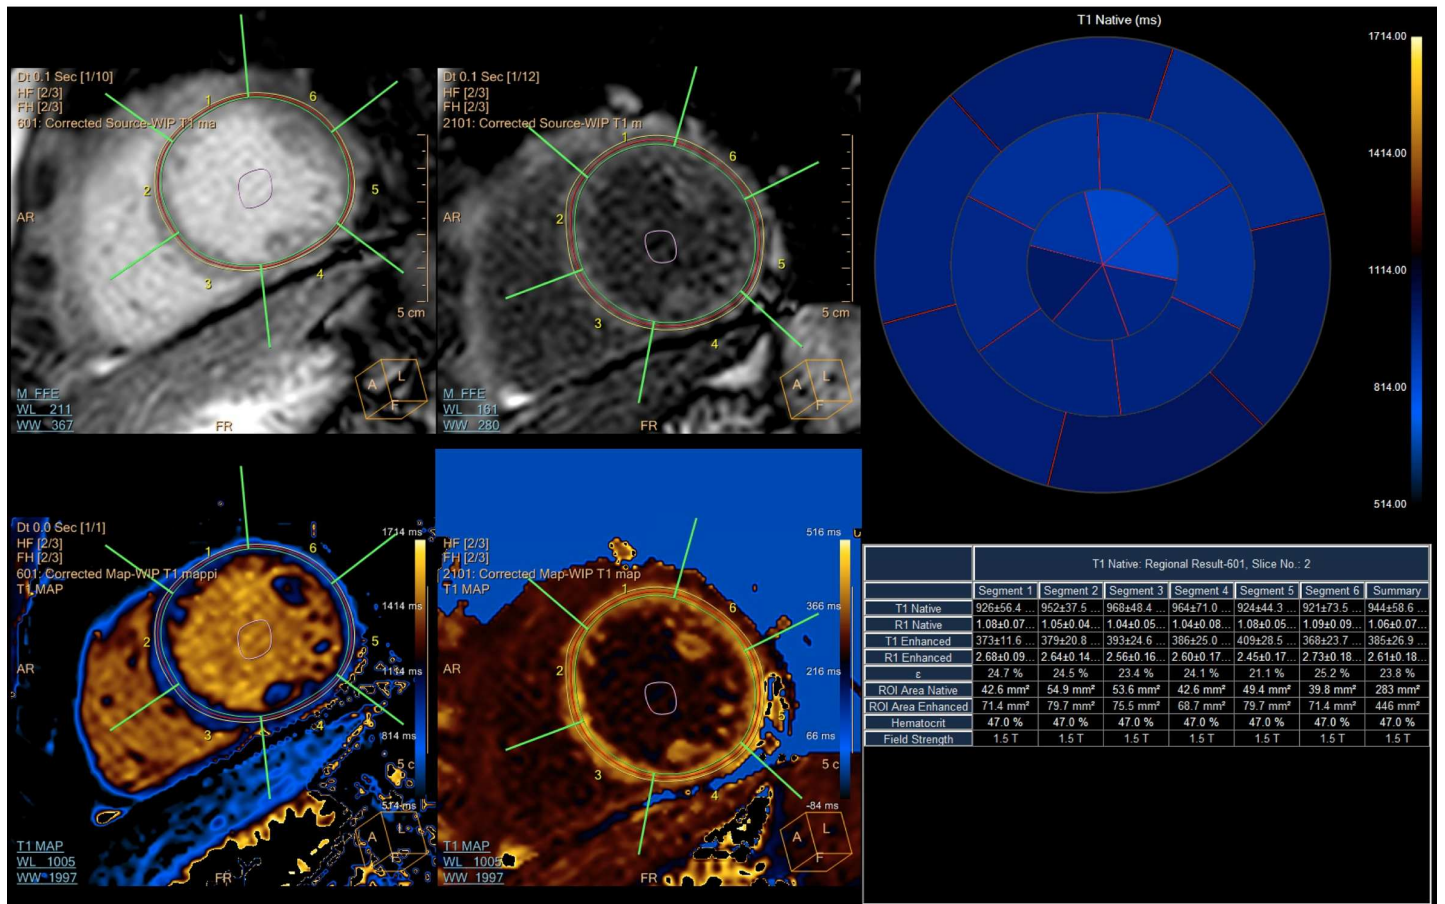 Dt 0.1 Sec [1/10]
HF [2/3]
FH [2/3]
601: Corrected Source-WIP T1 ma
1
6
2
5
3
4
AR
5 cm
A
L
F
M_FFE
WL 211
WW 367
FR
Dt 0.1 Sec [1/12]
HF [2/3]
FH [2/3]
2101: Corrected Source-WIP T1 m
1
6
2
5
3
4
AR
5 cm
A
L
F
M_FFE
WL 161
WW 280
FR
T1 Native (ms)
1714.00
1414.00
1114.00
814.00
514.00
Dt 0.0 Sec [1/1]
HF [2/3]
FH [2/3]
601: Corrected Map-WIP T1 mappi
T1 MAP
1714 ms
1414 ms
1114 ms
814 ms
514 ms
1
6
2
5
3
4
AR
5 c
A
L
F
T1 MAP
WL 1005
WW 1997
FR
HF [2/3]
FH [2/3]
2101: Corrected Map-WIP T1 map
T1 MAP
516 ms
366 ms
216 ms
66 ms
-84 ms
1
6
2
5
3
4
AR
5 c
A
L
F
T1 MAP
WL 1005
WW 1997
FR
T1 Native: Regional Result-601, Slice No.: 2
Segment 1 Segment 2 Segment 3 Segment 4 Segment 5 Segment 6 Summary
T1 Native 926±56.4 ... 952±37.5 ... 968±48.4 ... 964±71.0 ... 924±44.3 ... 921±73.5 ... 944±58.6 ...
R1 Native 1.08±0.07... 1.05±0.04... 1.04±0.05... 1.04±0.08... 1.08±0.05... 1.09±0.09... 1.06±0.07...
T1 Enhanced 373±11.6 ... 379±20.8 ... 393±24.6 ... 386±25.0 ... 409±28.5 ... 368±23.7 ... 385±26.9 ...
R1 Enhanced 2.68±0.09... 2.64±0.14... 2.56±0.16... 2.60±0.17... 2.45±0.17... 2.73±0.18... 2.61±0.18...
ε 24.7 % 24.5 % 23.4 % 24.1 % 21.1 % 25.2 % 23.8 %
ROI Area Native 42.6 mm² 54.9 mm² 53.6 mm² 42.6 mm² 49.4 mm² 39.8 mm² 283 mm²
ROI Area Enhanced 71.4 mm² 79.7 mm² 75.5 mm² 68.7 mm² 79.7 mm² 71.4 mm² 446 mm²
Hematocrit 47.0 % 47.0 % 47.0 % 47.0 % 47.0 % 47.0 % 47.0 %
Field Strength 1.5 T 1.5 T 1.5 T 1.5 T 1.5 T 1.5 T 1.5 T